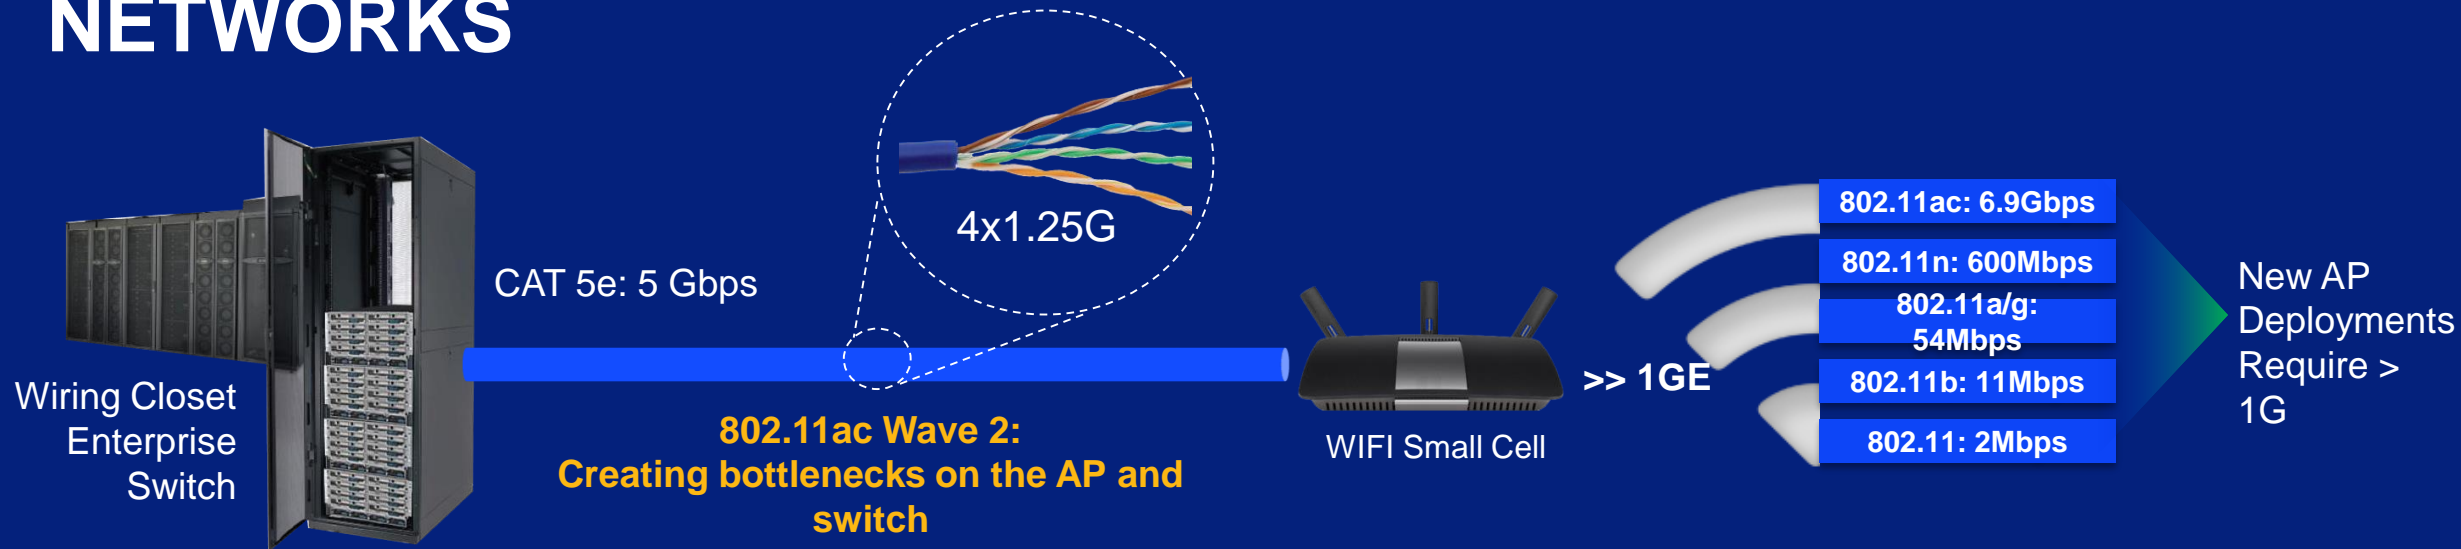 NETWORKS
4x1.25G
CAT 5e: 5 Gbps
Wiring Closet
Enterprise
Switch
802.11ac Wave 2:
Creating bottlenecks on the AP and
switch
WIFI Small Cell
>> 1GE
802.11ac: 6.9Gbps
802.11n: 600Mbps
802.11a/g:
54Mbps
802.11b: 11Mbps
802.11: 2Mbps
New AP
Deployments
Require >
1G